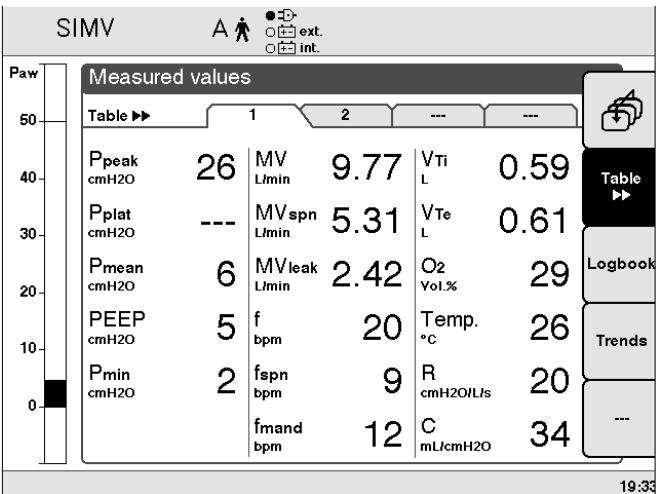 SIMV A ext.
int.
Paw Measured values
Table 1 2 --- ---
50
40
30
20
10
0
Ppeak cmH2O 26 MV L/min 9.77 VTi L 0.59
Pplat cmH2O --- MVspn L/min 5.31 VTe L 0.61
Pmean cmH2O 6 MVleak L/min 2.42 O2 Vol.% 29
PEEP cmH2O 5 f bpm 20 Temp. °C 26
Pmin cmH2O 2 fspn bpm 9 R cmH2O/L/s 20
fmand bpm 12 C mL/cmH2O 34
Table
Logbook
Trends
---
19:33